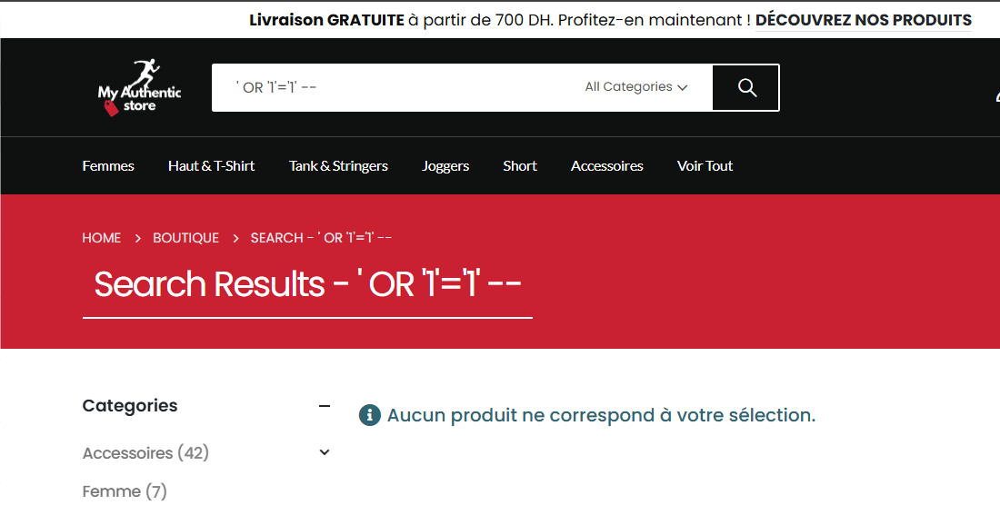 Livraison GRATUITE à partir de 700 DH. Profitez-en maintenant ! DÉCOUVREZ NOS PRODUITS
My Authentic
store
' OR '1'='1' --
All Categories
Femmes Haut & T-Shirt Tank & Stringers Joggers Short Accessoires Voir Tout
HOME > BOUTIQUE > SEARCH - ' OR '1'='1' --
Search Results - ' OR '1'='1' --
Categories
Aucun produit ne correspond à votre sélection.
Accessoires (42)
Femme (7)